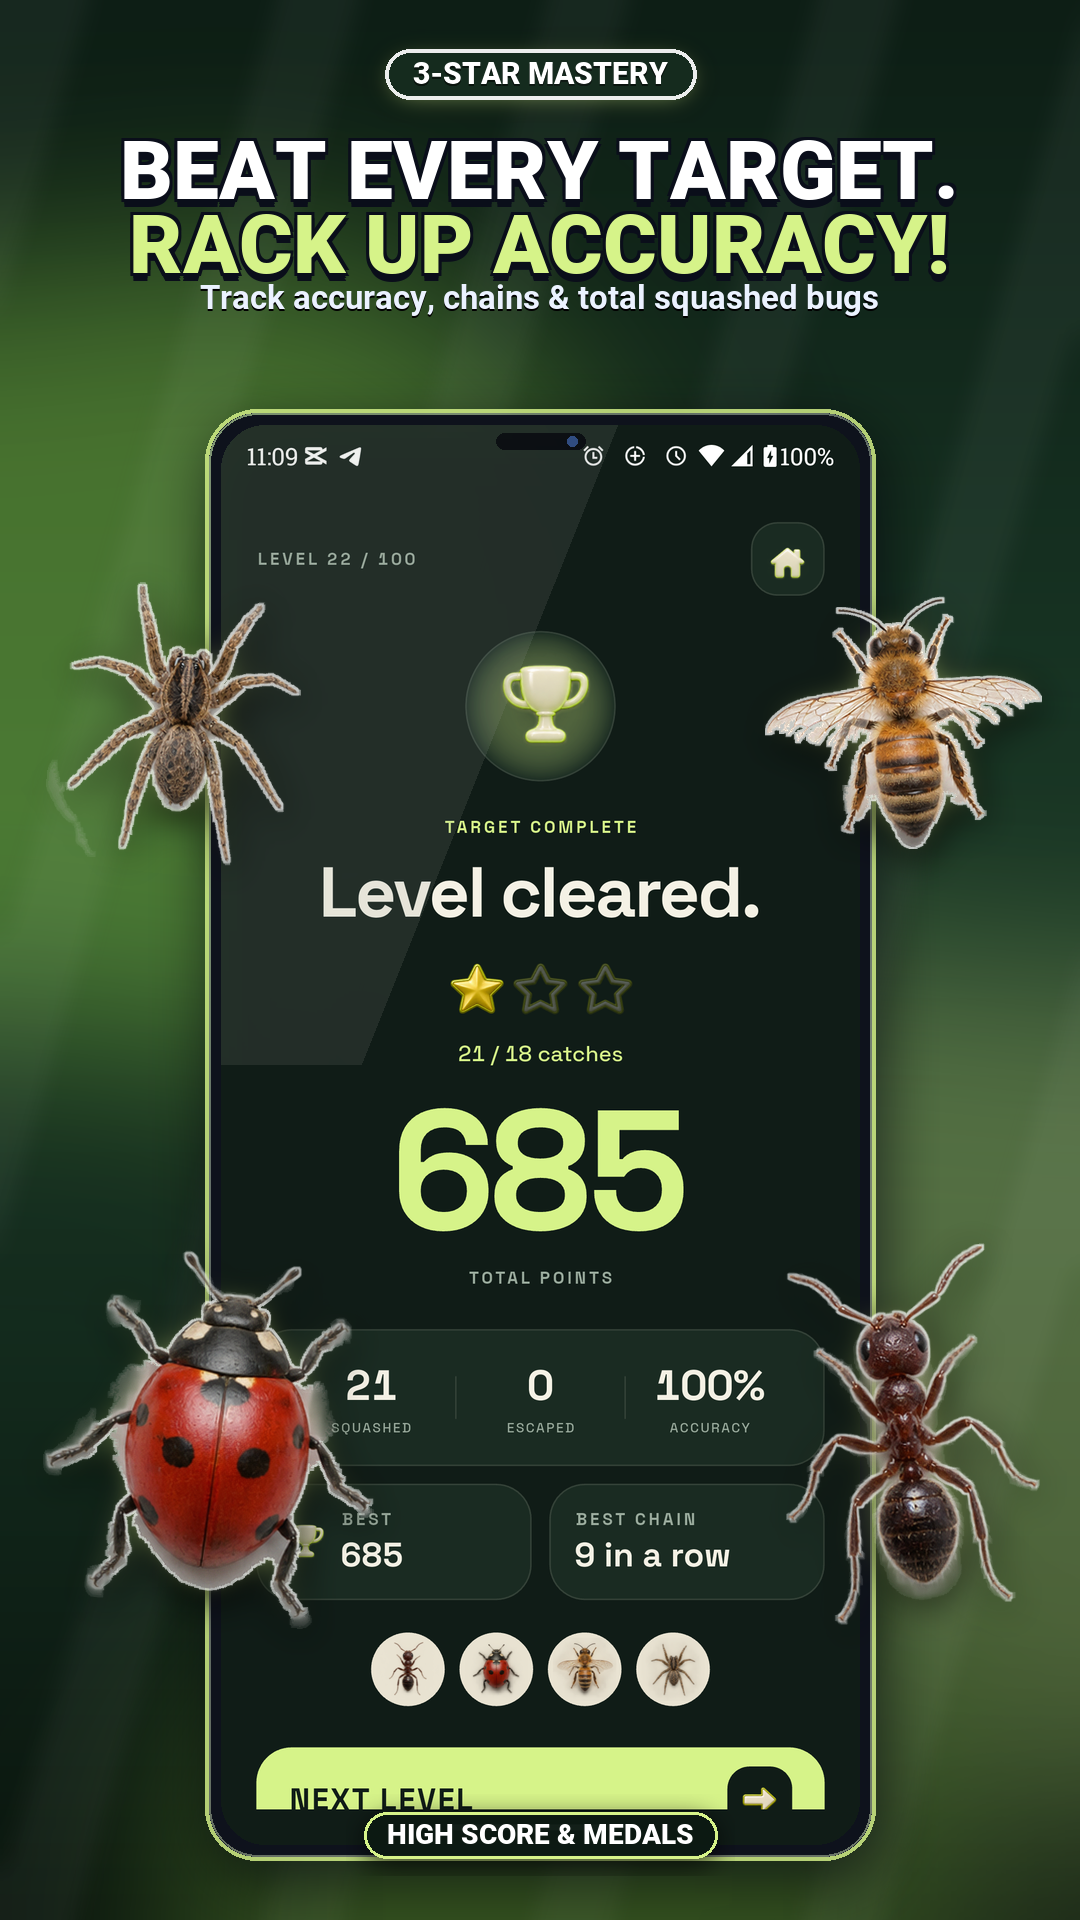 3-STAR MASTERY
BEAT EVERY TARGET.
RACK UP ACCURACY!
Track accuracy, chains & total squashed bugs
11:09 100%
LEVEL 22 / 100
TARGET COMPLETE
Level cleared.
21 / 18 catches
685
TOTAL POINTS
21 0 100%
SQUASHED ESCAPED ACCURACY
BEST BEST CHAIN
685 9 in a row
NEXT LEVEL
HIGH SCORE & MEDALS